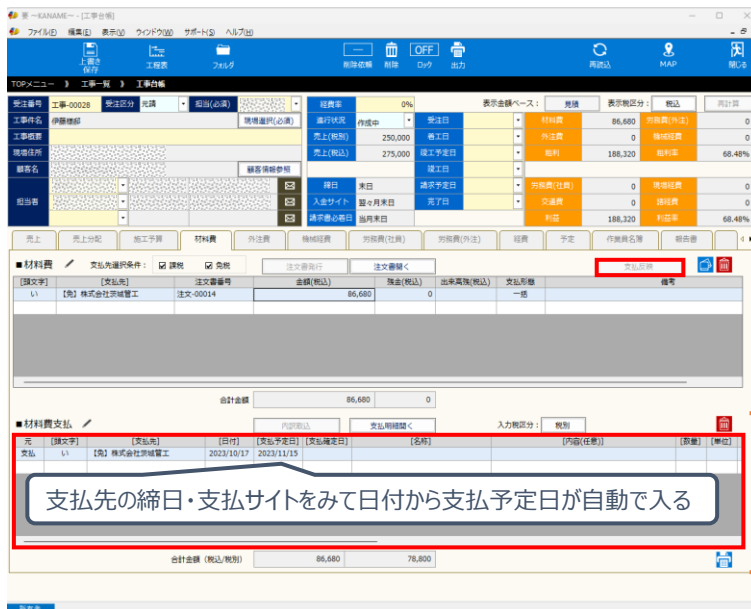 要 －KANAME－ - [工事台帳]
ファイル(F) 編集(E) 表示(V) ウィンドウ(W) サポート(S) ヘルプ(H)
上書き保存 工程表 フォルダ 削除依頼 削除 OFF ロック 出力 再読込 MAP 閉じる
TOPメニュー 》 工事一覧 》 工事台帳
受注番号 工事-00028 受注区分 元請 担当(必須) 経費率 0% 表示金額ベース： 見積 表示税区分： 税込 再計算
工事件名 伊藤様邸 現場選択(必須) 進行状況 作成中 受注日 材料費 86,680 労務費(外注) 0
工事概要 売上(税別) 250,000 着工日 外注費 0 機械経費 0
現場住所 売上(税込) 275,000 竣工予定日 粗利 188,320 粗利率 68.48%
顧客名 顧客情報参照 竣工日
担当者 締日 末日 請求予定日 労務費(社員) 0 現場経費 0
入金サイト 翌々月末日 完了日 交通費 0 諸経費 0
請求書必着日 当月末日 利益 188,320 利益率 68.48%
売上 売上分配 施工予算 材料費 外注費 機械経費 労務費(社員) 労務費(外注) 経費 予定 作業員名簿 報告書
■材料費 支払先選択条件： 課税 免税 注文書発行 注文書開く 支払反映
[頭文字] [支払先] 注文書番号 金額(税込) 残金(税込) 出来高残(税込) 支払形態 備考
い 【免】株式会社茨城管工 注文-00014 86,680 0 一括
合計金額 86,680 0
■材料費支払 内訳取込 支払明細開く 入力税区分： 税別
元 [頭文字] [支払先] [日付] [支払予定日] [支払確定日] [名称] [内容(任意)] [数量] [単位]
支払 い 【免】株式会社茨城管工 2023/10/17 2023/11/15
支払先の締日・支払サイトをみて日付から支払予定日が自動で入る
合計金額（税込/税別） 86,680 78,800